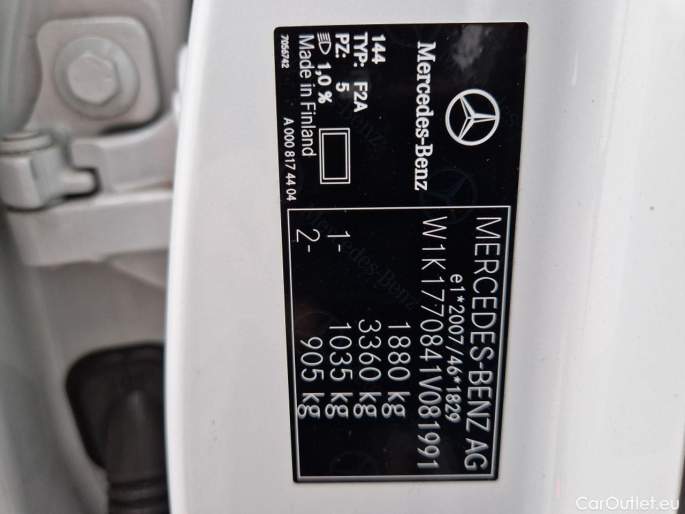 Mercedes-Benz
144
TYP: F2A
PZ: 5
1,0 %
Made in Finland
7056742
A 000 817 44 04
MERCEDES-BENZ AG
e1*2007/46*1829
W1K1770841V081991
1880 kg
3360 kg
1- 1035 kg
2- 905 kg
CarOutlet.eu